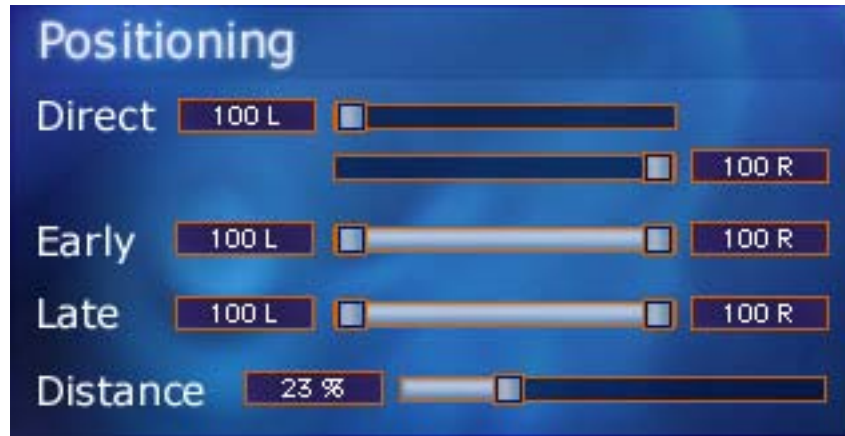 Positioning
Direct 100 L
100 R
Early 100 L 100 R
Late 100 L 100 R
Distance 23 %